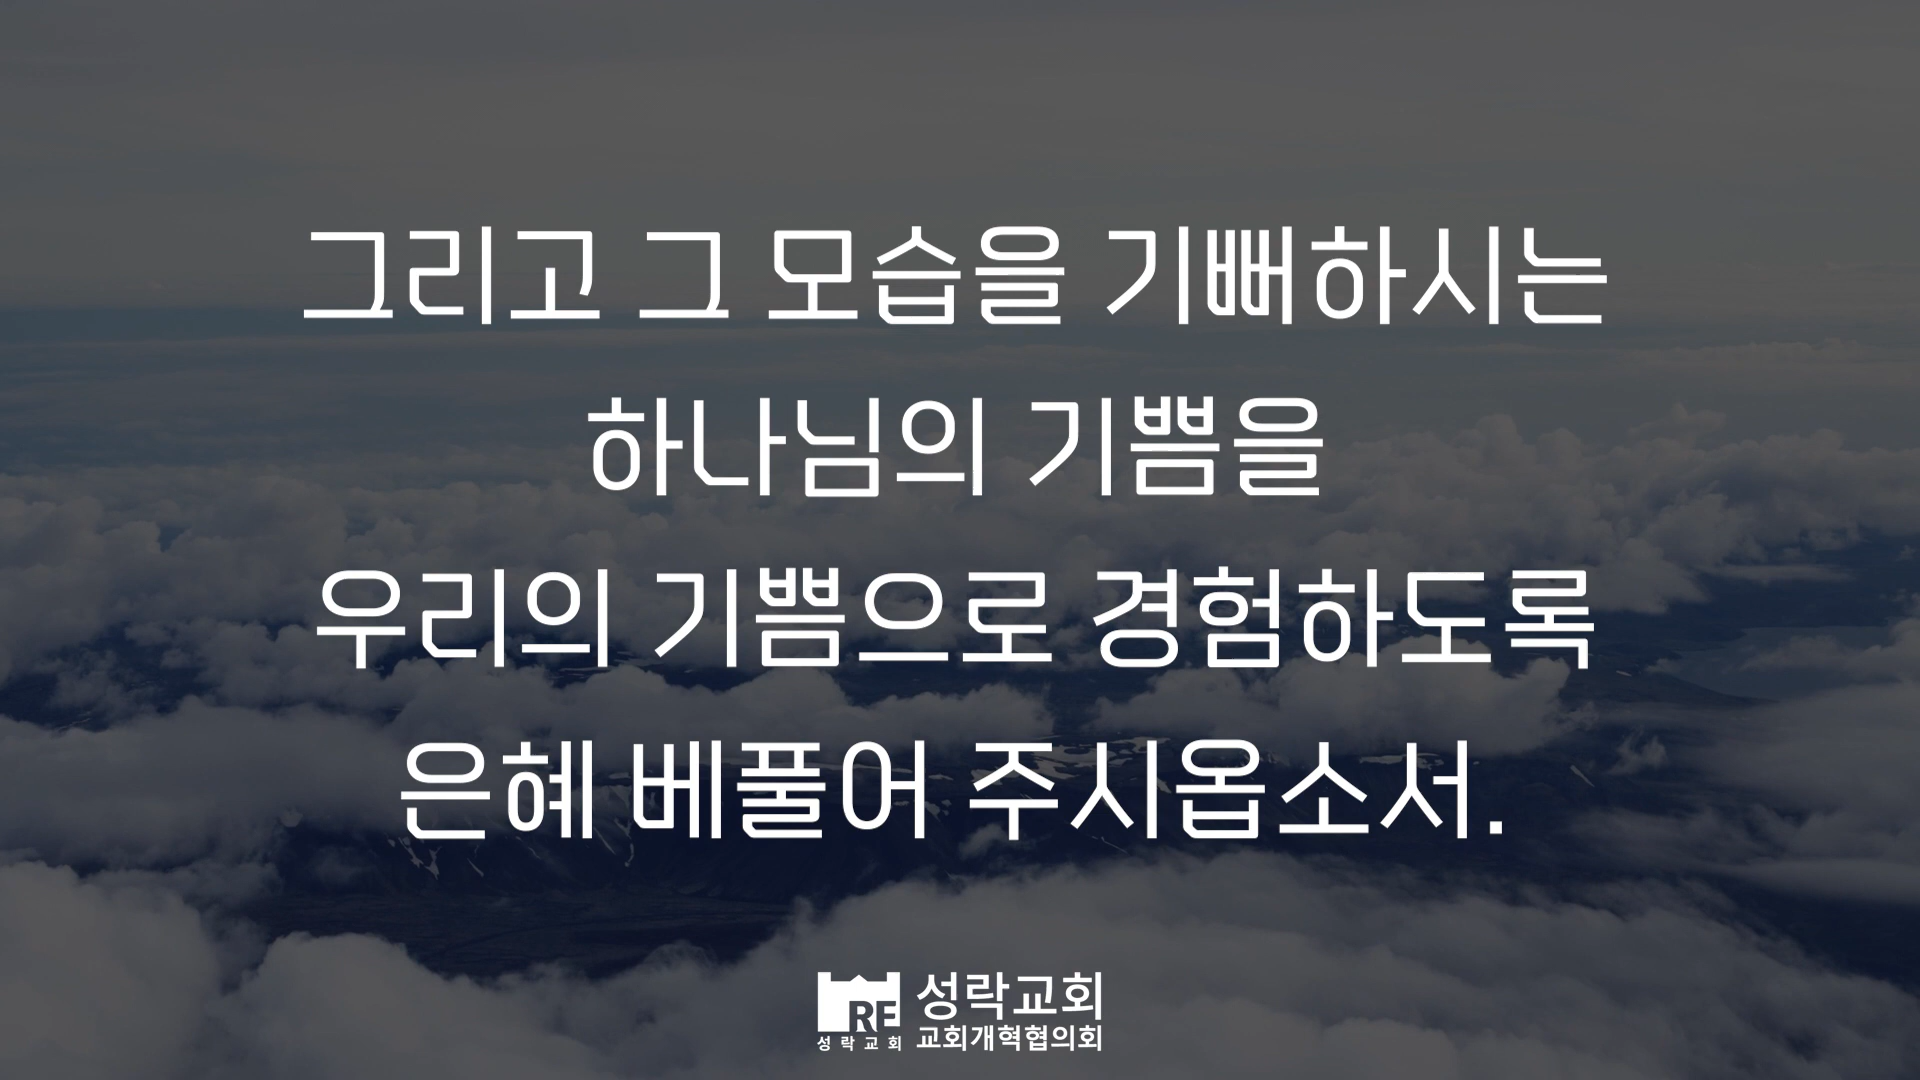 그리고 그 모습을 기뻐하시는
하나님의 기쁨을
우리의 기쁨으로 경험하도록
은혜 베풀어 주시옵소서.
RE
성락교회
성락교회
교회개혁협의회